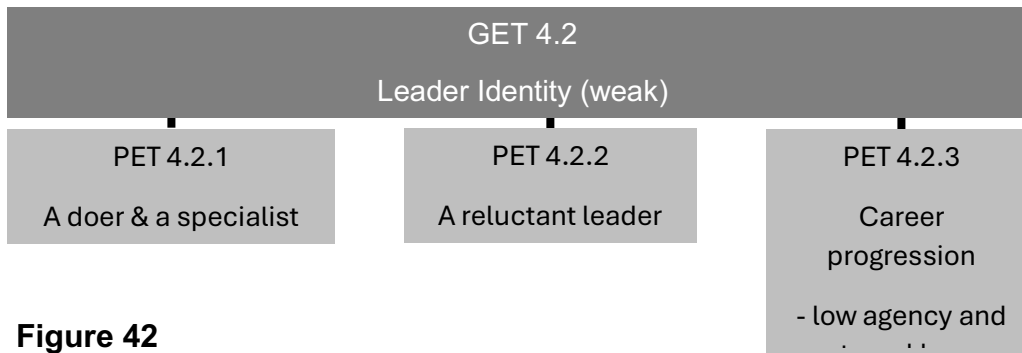 GET 4.2
Leader Identity (weak)
PET 4.2.1
A doer & a specialist
PET 4.2.2
A reluctant leader
PET 4.2.3
Career
progression
- low agency and
Figure 42